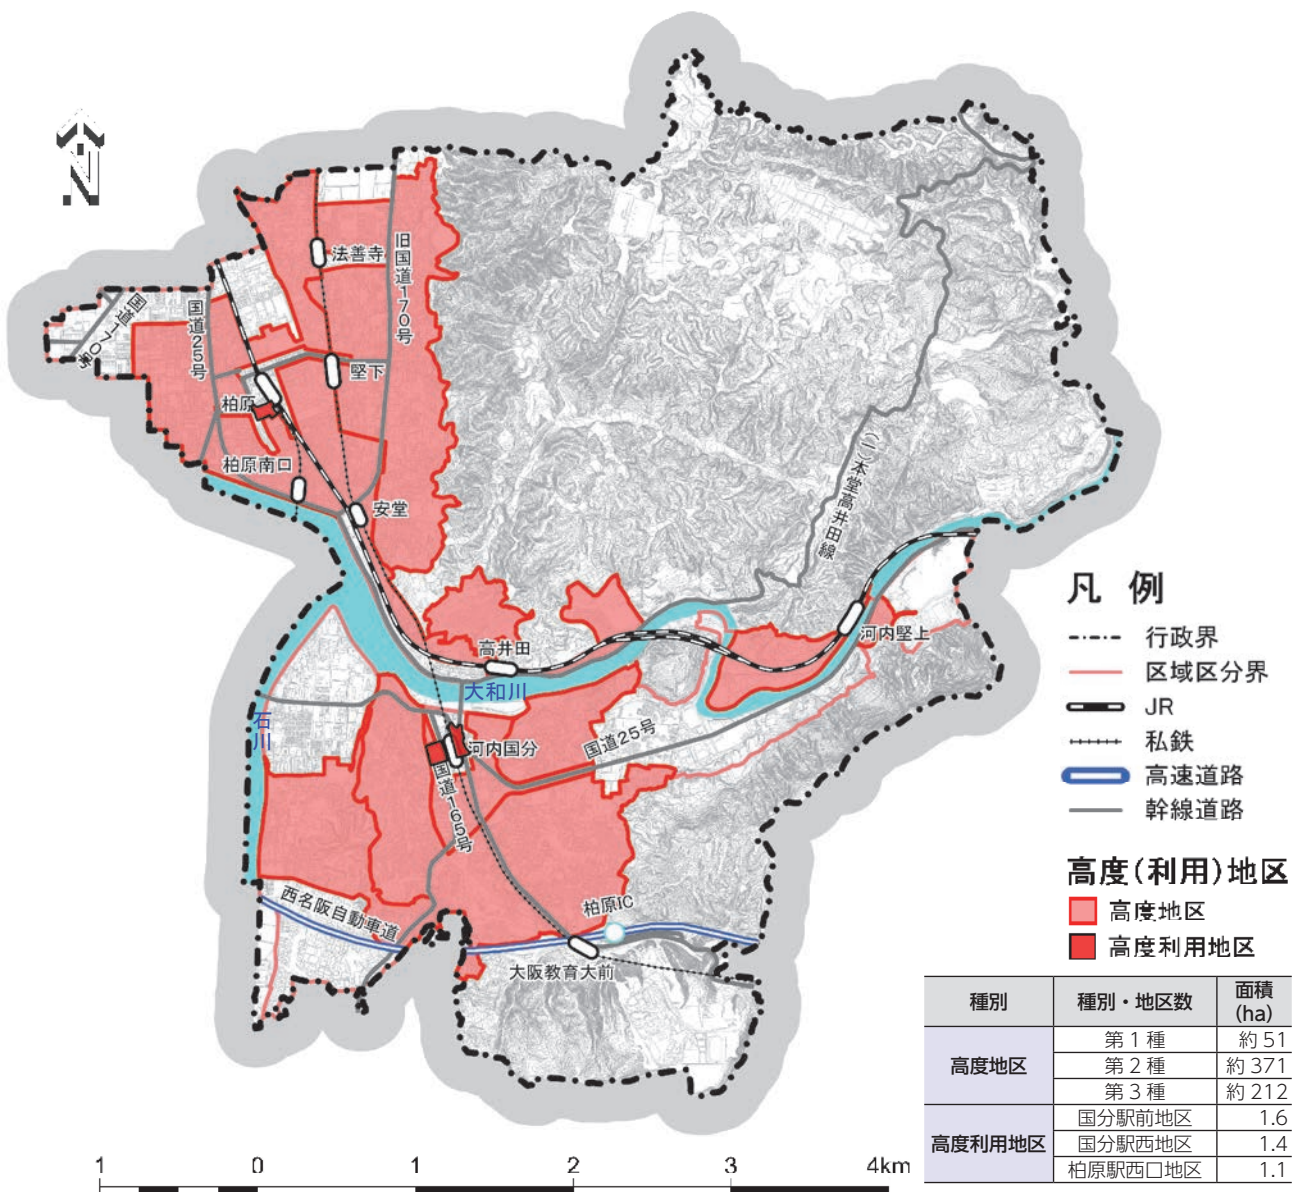 N
法善寺
旧国道170号
国道25号
国道170号
堅下
柏原
柏原南口
安堂
(一)本堂高井田線
高井田
河内堅上
大和川
石川
河内国分
国道25号
国道165号
西名阪自動車道
柏原IC
大阪教育大前
凡 例
行政界
区域区分界
JR
私鉄
高速道路
幹線道路
高度(利用)地区
高度地区
高度利用地区
種別 種別・地区数 面積
(ha)
高度地区 第1種 約51
第2種 約371
第3種 約212
高度利用地区 国分駅前地区 1.6
国分駅西地区 1.4
柏原駅西口地区 1.1
1 0 1 2 3 4km